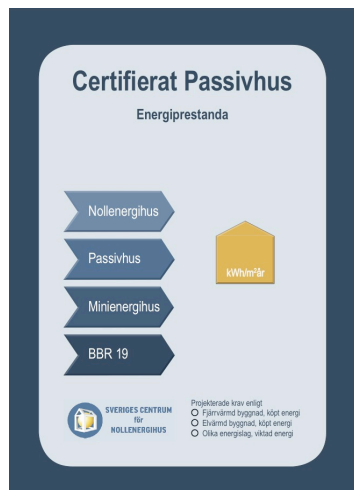 Certifierat Passivhus
Energiprestanda
Nollenergihus
Passivhus
kWh/m²år
Minienergihus
BBR 19
SVERIGES CENTRUM
för
NOLLENERGIHUS
Projekterade krav enligt
Fjärrvärmd byggnad, köpt energi
Elvärmd byggnad, köpt energi
Olika energislag, viktad energi